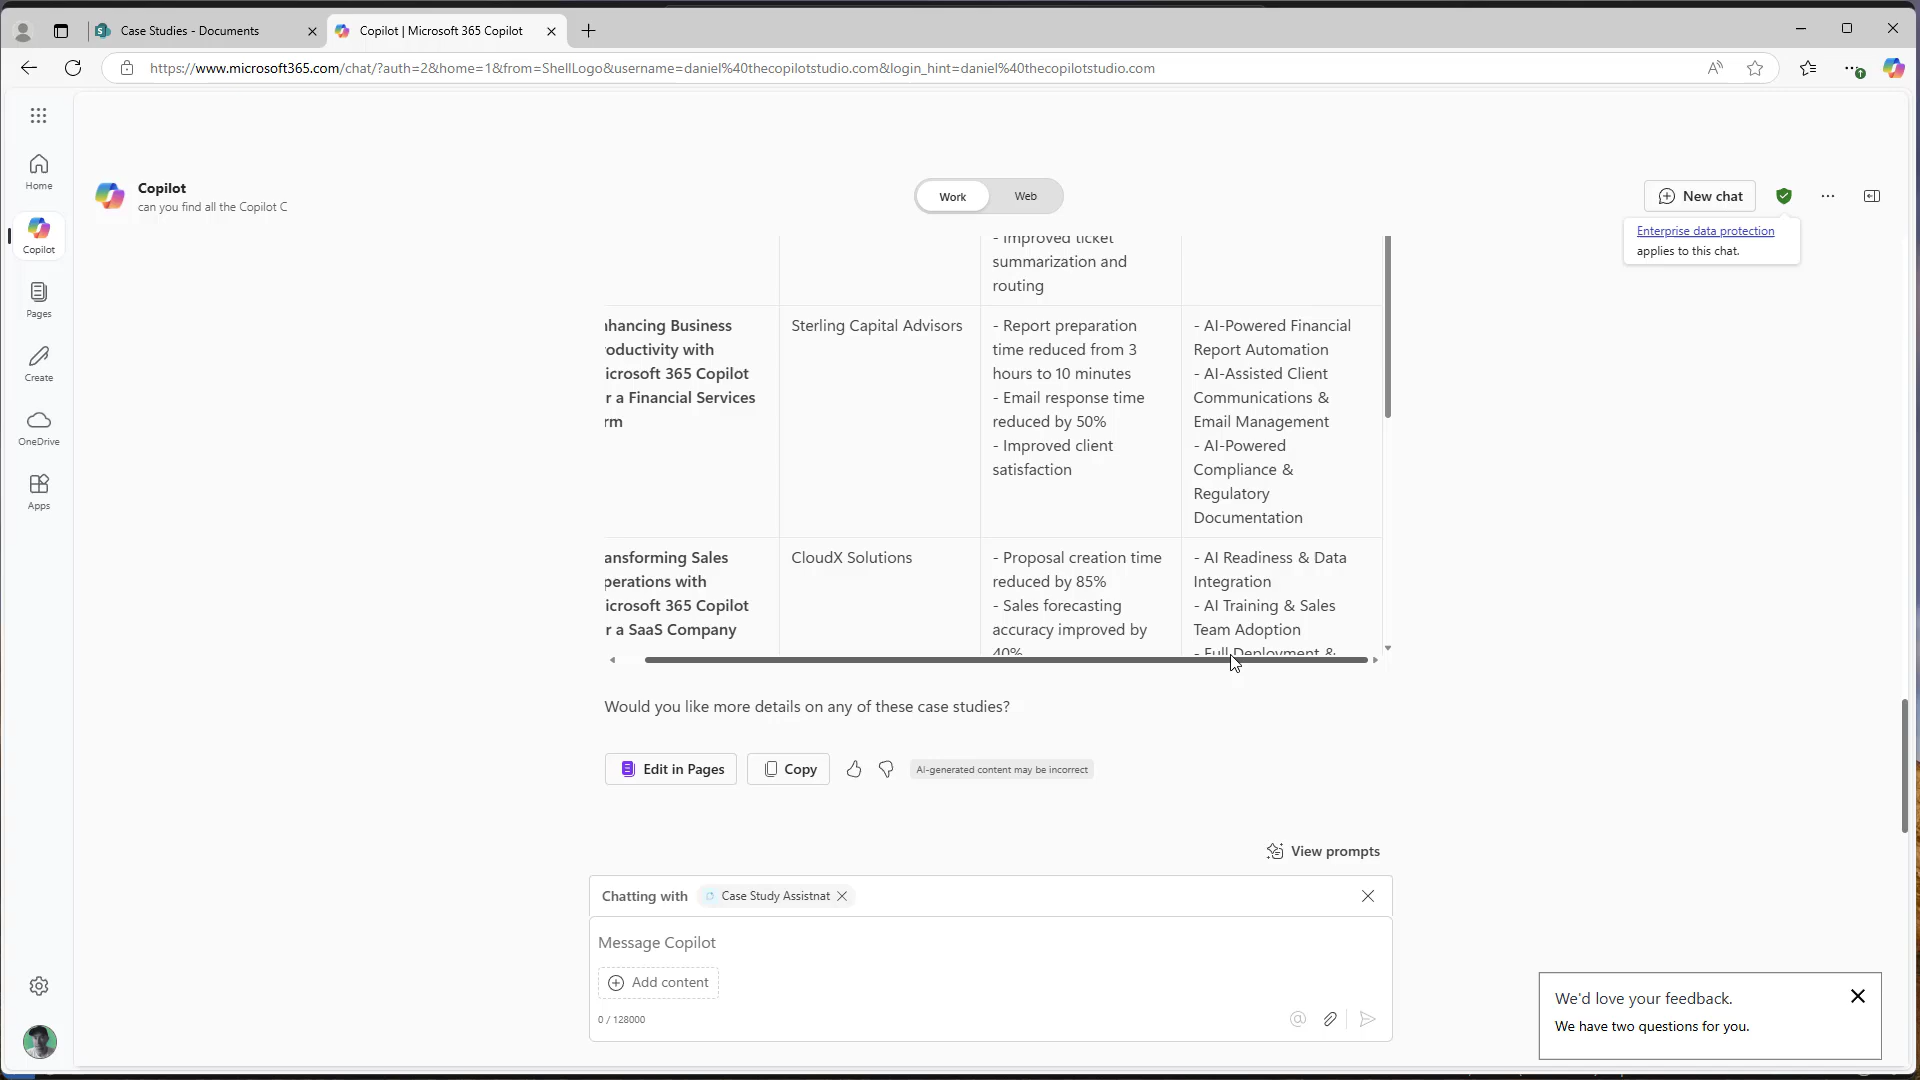 Case Studies - Documents
Copilot | Microsoft 365 Copilot
https://www.microsoft365.com/chat/?auth=2&home=1&from=ShellLogo&username=daniel%40thecopilotstudio.com&login_hint=daniel%40thecopilotstudio.com
Home
Copilot
Pages
Create
OneDrive
Apps
Copilot
can you find all the Copilot C
Work
Web
New chat
Enterprise data protection
applies to this chat.
- Improved ticket
summarization and
routing
nhancing Business
roductivity with
icrosoft 365 Copilot
r a Financial Services
rm
Sterling Capital Advisors
- Report preparation
time reduced from 3
hours to 10 minutes
- Email response time
reduced by 50%
- Improved client
satisfaction
- AI-Powered Financial
Report Automation
- AI-Assisted Client
Communications &
Email Management
- AI-Powered
Compliance &
Regulatory
Documentation
ansforming Sales
perations with
icrosoft 365 Copilot
r a SaaS Company
CloudX Solutions
- Proposal creation time
reduced by 85%
- Sales forecasting
accuracy improved by
40%
- AI Readiness & Data
Integration
- AI Training & Sales
Team Adoption
- Full Deployment &
Would you like more details on any of these case studies?
Edit in Pages
Copy
AI-generated content may be incorrect
View prompts
Chatting with
Case Study Assistnat
Message Copilot
Add content
0 / 128000
We'd love your feedback.
We have two questions for you.